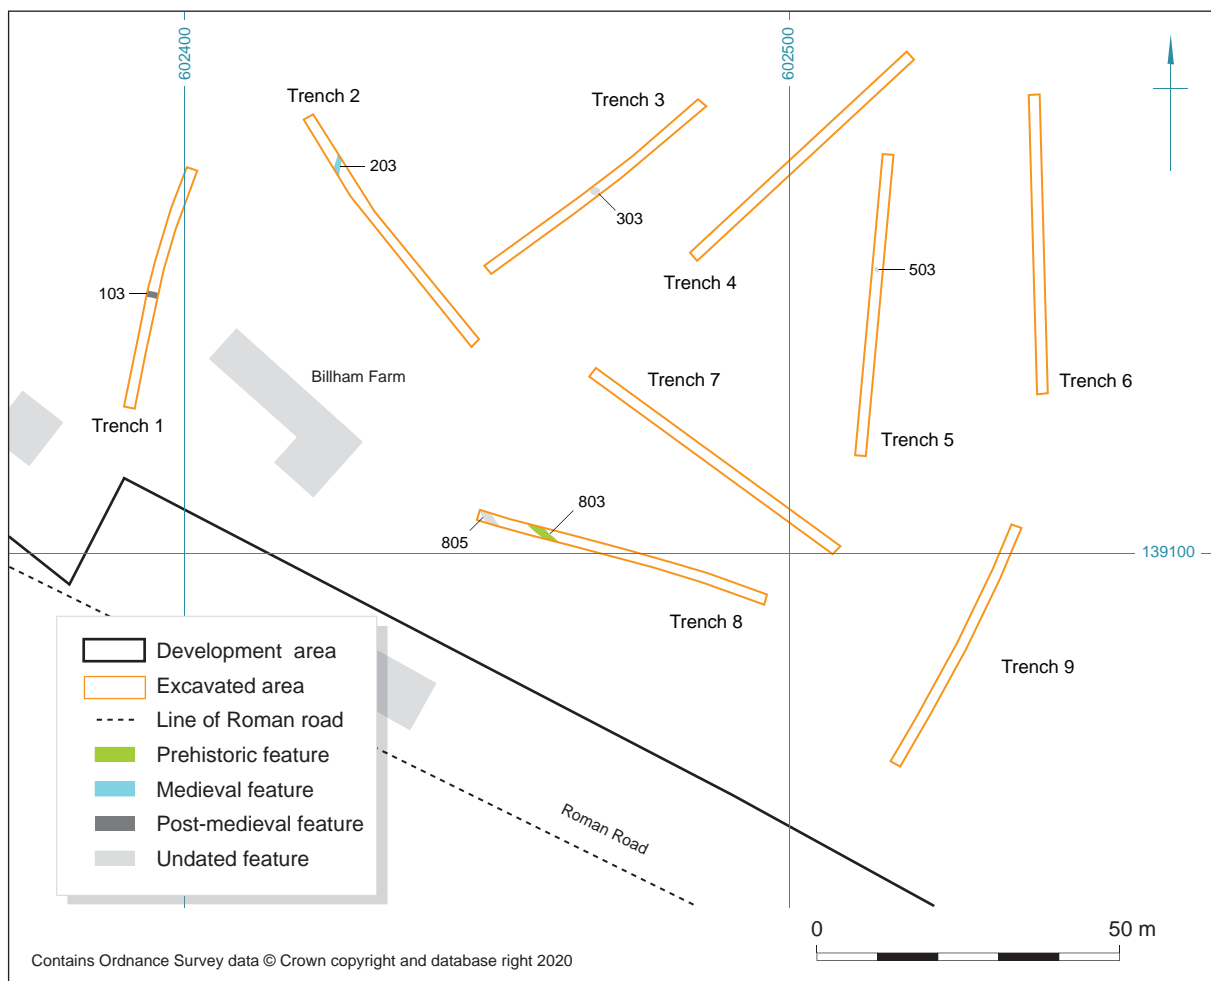 602400
602500
Trench 2
Trench 3
203
303
Trench 4
503
103
Billham Farm
Trench 7
Trench 6
Trench 1
Trench 5
803
805
139100
Trench 8
Trench 9
Development area
Excavated area
Line of Roman road
Prehistoric feature
Medieval feature
Post-medieval feature
Undated feature
Roman Road
0 50 m
Contains Ordnance Survey data © Crown copyright and database right 2020